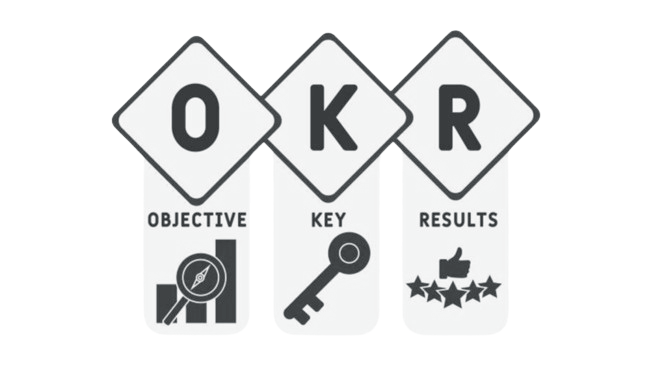 O K R
OBJECTIVE KEY RESULTS